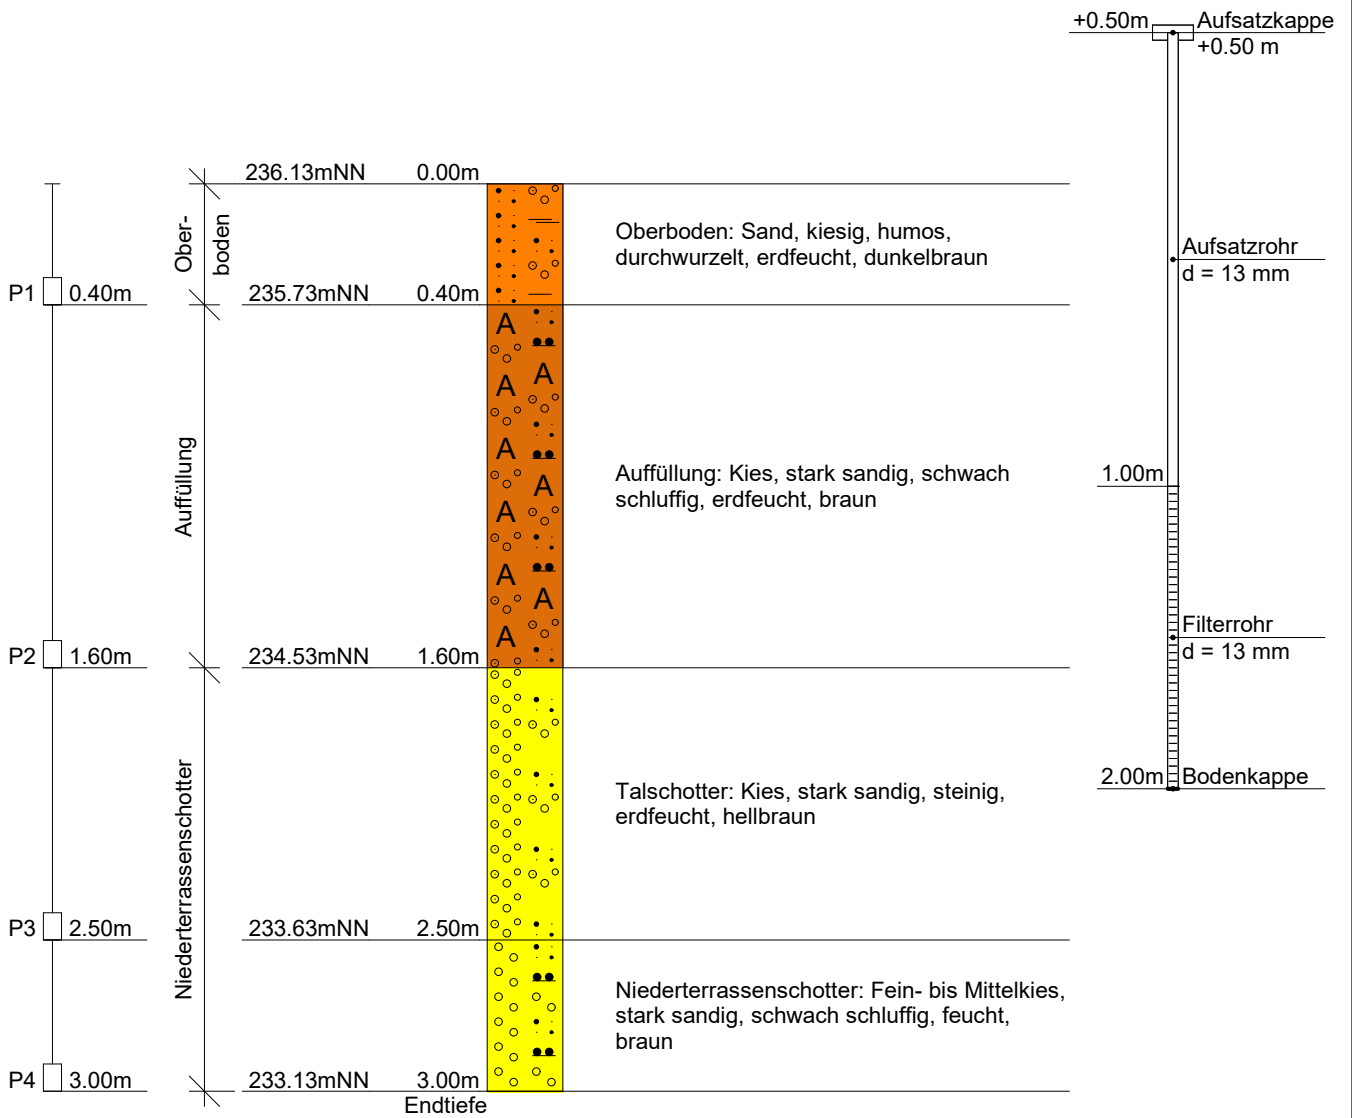 +0.50m
Aufsatzkappe
+0.50 m
236.13mNN
0.00m
Ober-
boden
Oberboden: Sand, kiesig, humos,
durchwurzelt, erdfeucht, dunkelbraun
Aufsatzrohr
d = 13 mm
P1
0.40m
235.73mNN
0.40m
A
A
A
A
A
A
A
A
A
Auffüllung
Auffüllung: Kies, stark sandig, schwach
schluffig, erdfeucht, braun
1.00m
Filterrohr
d = 13 mm
P2
1.60m
234.53mNN
1.60m
2.00m
Bodenkappe
Niederterrassenschotter
Talschotter: Kies, stark sandig, steinig,
erdfeucht, hellbraun
P3
2.50m
233.63mNN
2.50m
Niederterrassenschotter: Fein- bis Mittelkies,
stark sandig, schwach schluffig, feucht,
braun
P4
3.00m
233.13mNN
3.00m
Endtiefe